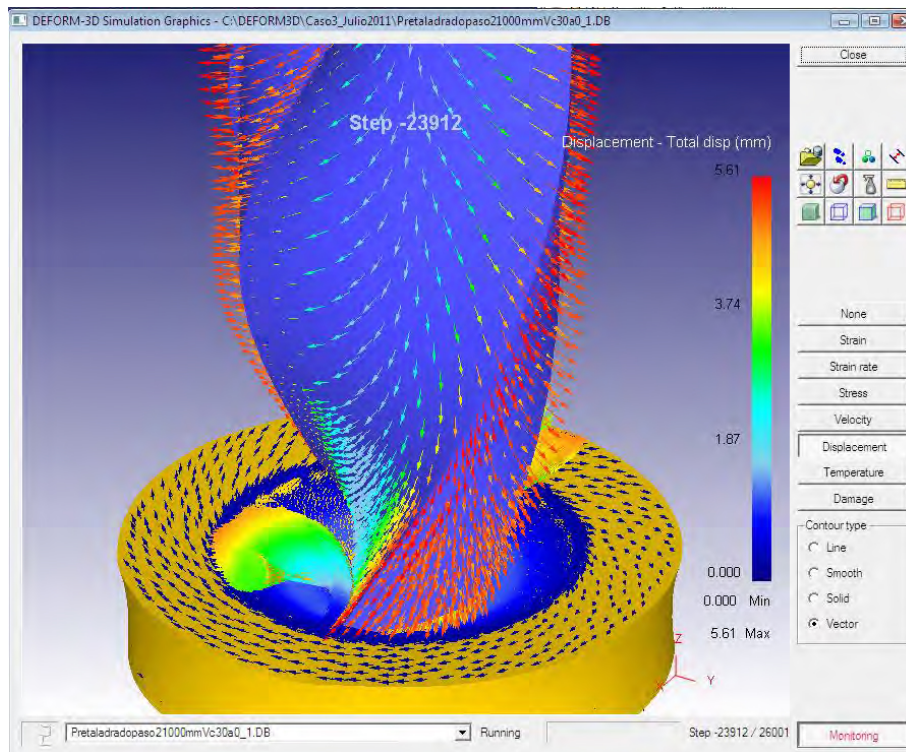 DEFORM-3D Simulation Graphics - C:\DEFORM3D\Caso3_Julio2011\Pretaladradopaso21000mmVc30a0_1.DB
Close
Step -23912
Displacement - Total disp (mm)
5.61
3.74
1.87
0.000
0.000 Min
5.61 Max
Z
Y
None
Strain
Strain rate
Stress
Velocity
Displacement
Temperature
Damage
Contour type
Line
Smooth
Solid
Vector
Pretaladradopaso21000mmVc30a0_1.DB
Running
Step -23912 / 26001
Monitoring